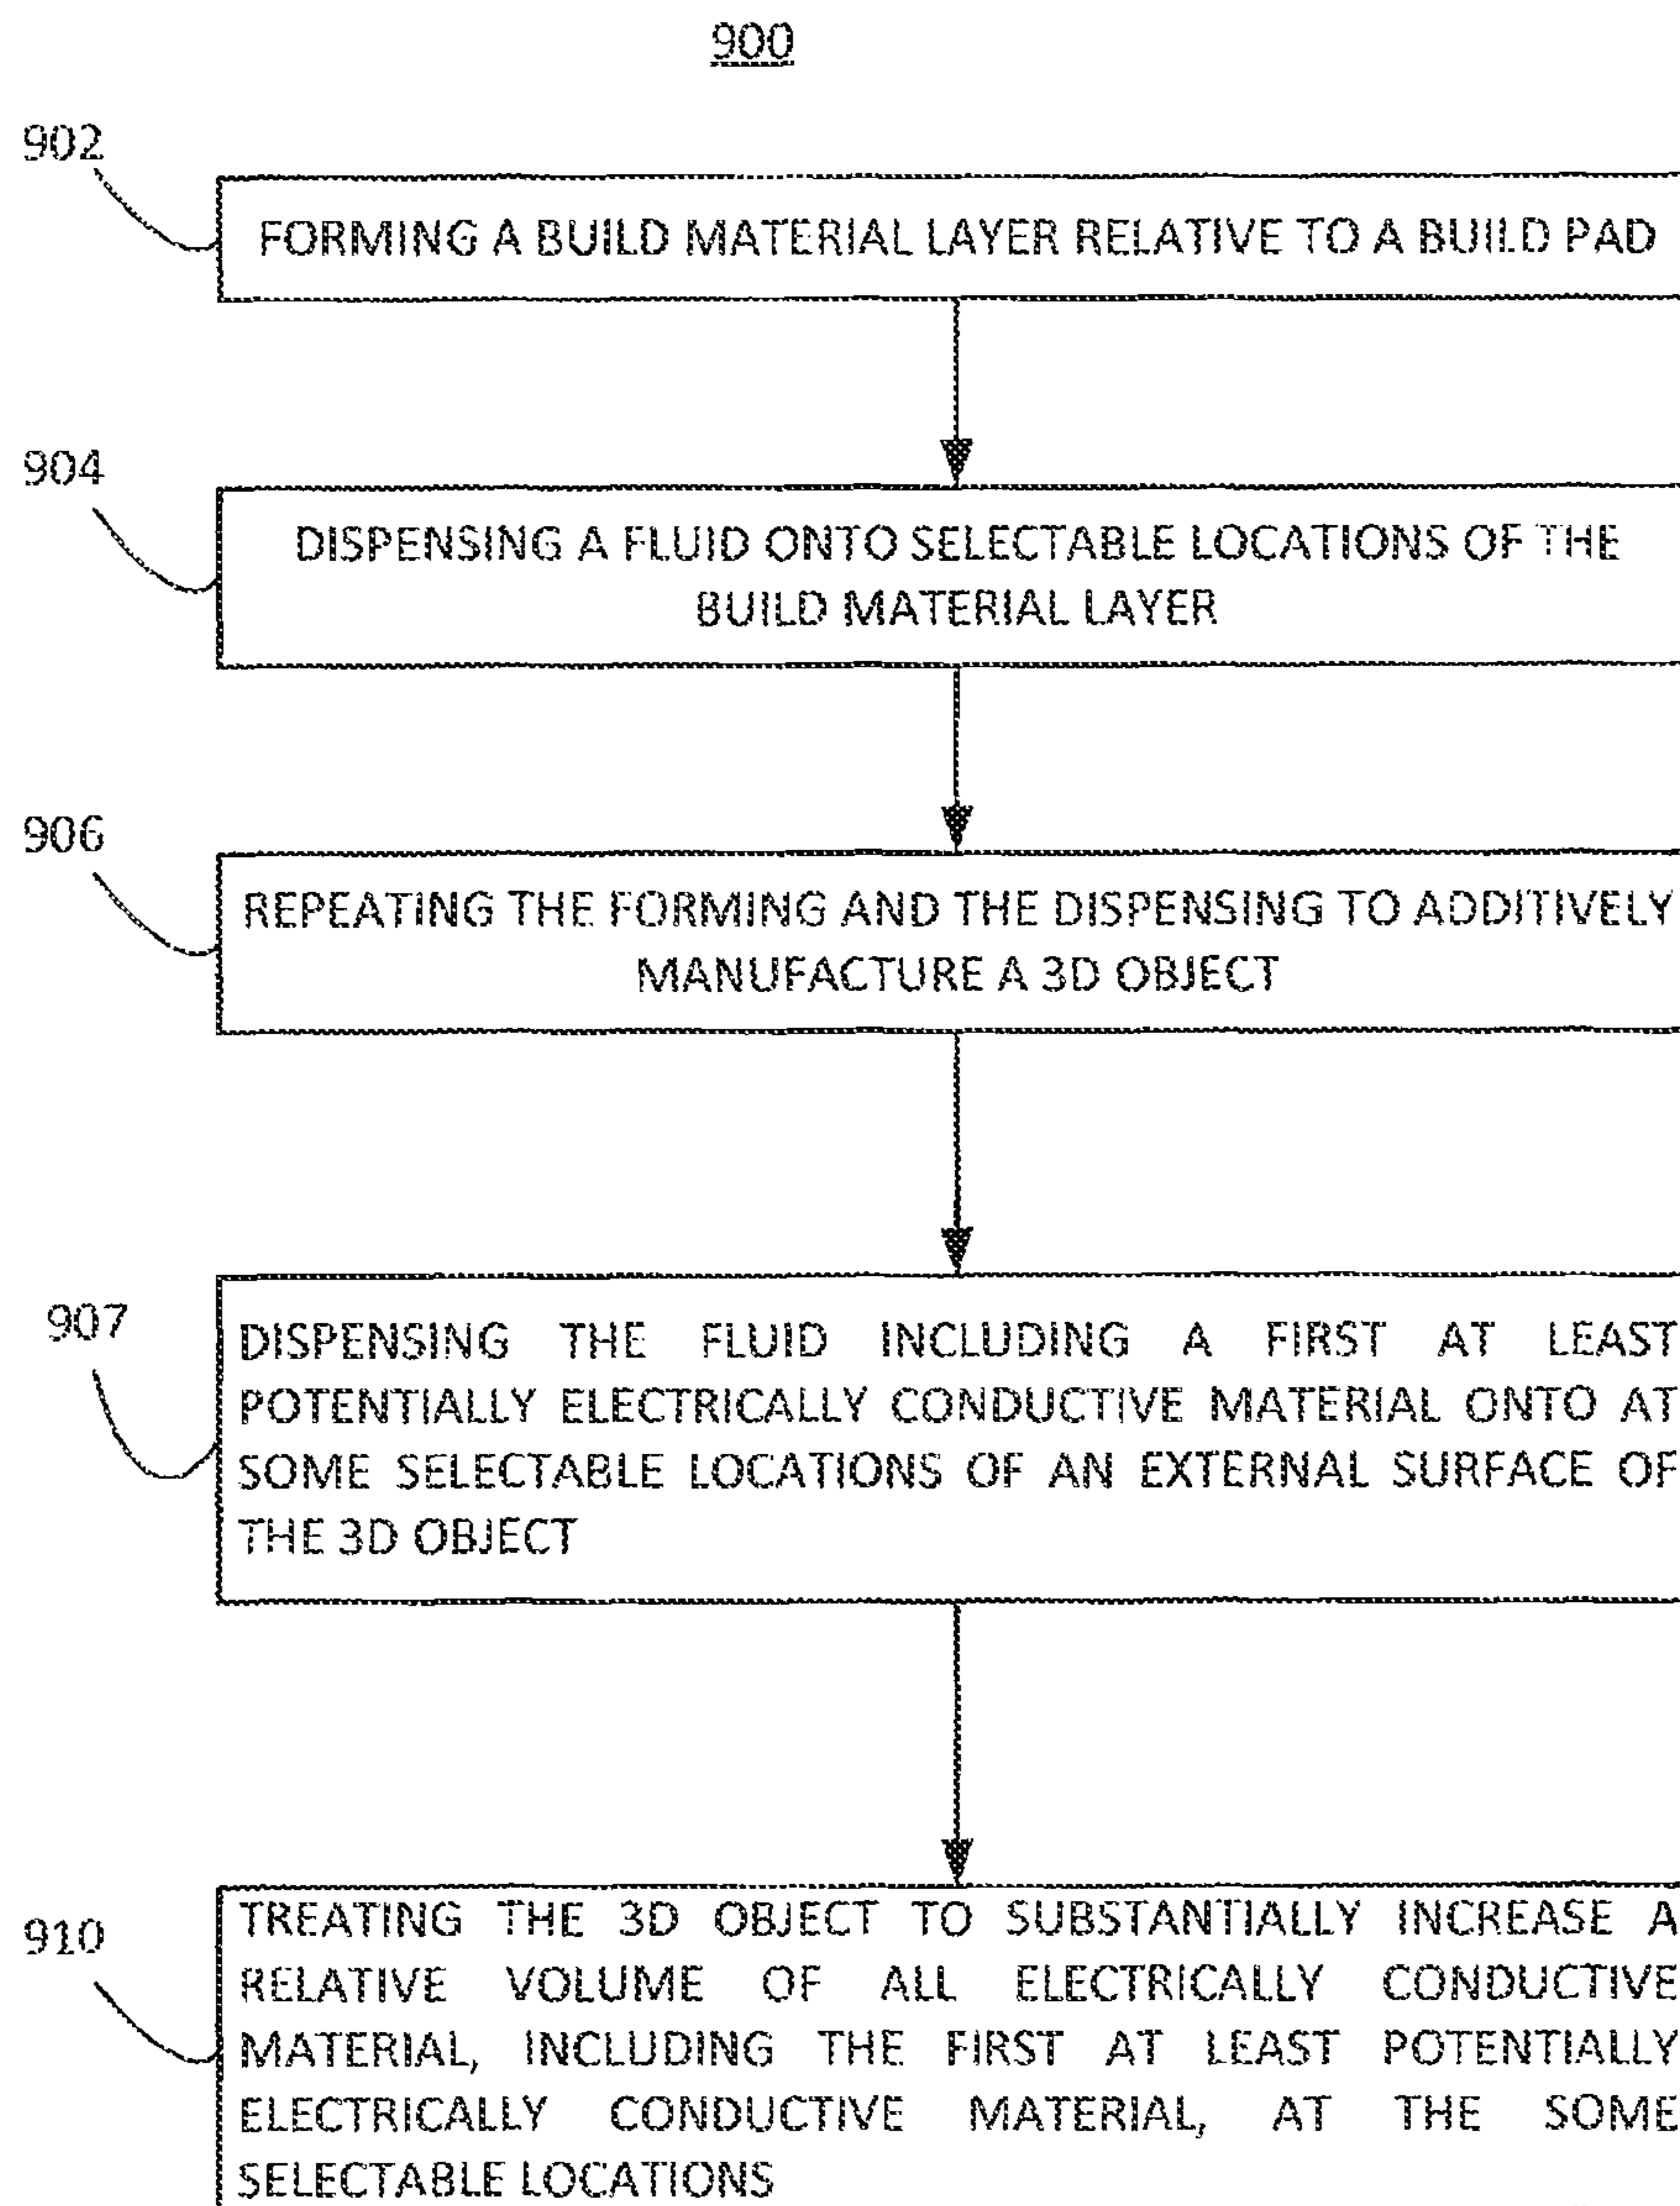 900
902
FORMING A BUILD MATERIAL LAYER RELATIVE TO A BUILD PAD
904
DISPENSING A FLUID ONTO SELECTABLE LOCATIONS OF THE
BUILD MATERIAL LAYER
906
REPEATING THE FORMING AND THE DISPENSING TO ADDITIVELY
MANUFACTURE A 3D OBJECT
907
DISPENSING THE FLUID INCLUDING A FIRST AT LEAST
POTENTIALLY ELECTRICALLY CONDUCTIVE MATERIAL ONTO AT
SOME SELECTABLE LOCATIONS OF AN EXTERNAL SURFACE OF
THE 3D OBJECT
910
TREATING THE 3D OBJECT TO SUBSTANTIALLY INCREASE A
RELATIVE VOLUME OF ALL ELECTRICALLY CONDUCTIVE
MATERIAL, INCLUDING THE FIRST AT LEAST POTENTIALLY
ELECTRICALLY CONDUCTIVE MATERIAL, AT THE SOME
SELECTABLE LOCATIONS